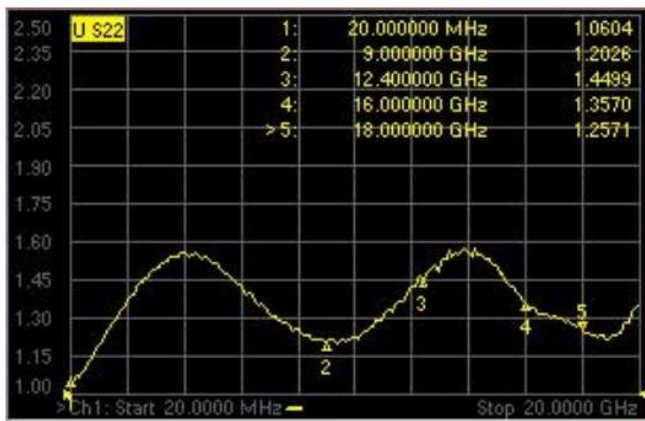 2.50 U S22 1: 20.000000 MHz 1.0604
2.35 2: 9.000000 GHz 1.2026
2.20 3: 12.400000 GHz 1.4499
4: 16.000000 GHz 1.3570
2.05 >5: 18.000000 GHz 1.2571
1.90
1.75
1.60
1.45
3
1.30
5
4
1.15
2
1.00
1
>Ch1: Start 20.0000 MHz Stop 20.0000 GHz